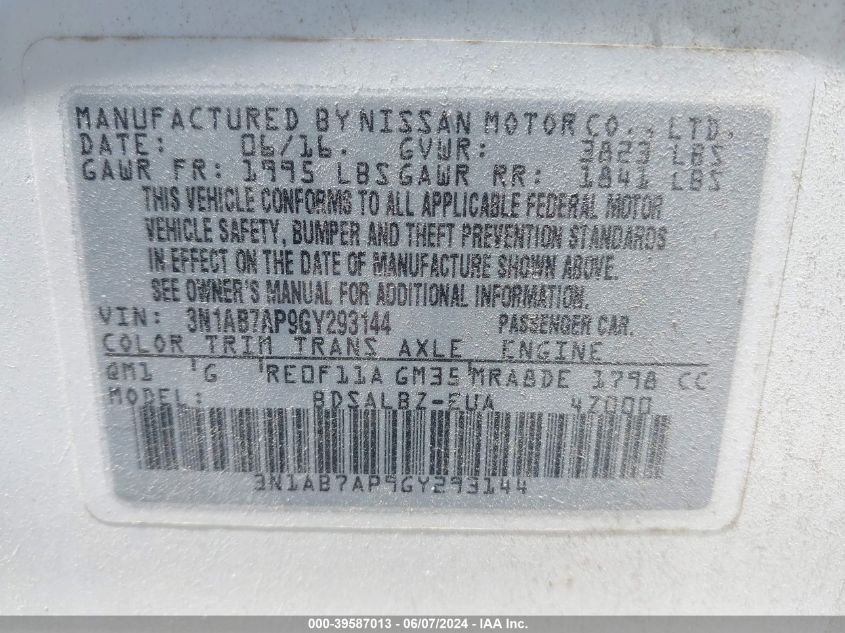 MANUFACTURED BY NISSAN MOTOR CO., LTD.
DATE: 06/16. GVWR: 3823 LBS
GAWR FR: 1995 LBS GAWR RR: 1841 LBS
THIS VEHICLE CONFORMS TO ALL APPLICABLE FEDERAL MOTOR
VEHICLE SAFETY, BUMPER AND THEFT PREVENTION STANDARDS
IN EFFECT ON THE DATE OF MANUFACTURE SHOWN ABOVE.
SEE OWNER'S MANUAL FOR ADDITIONAL INFORMATION.
VIN: 3N1AB7AP9GY293144 PASSENGER CAR.
COLOR TRIM TRANS AXLE ENGINE
QM1 G RE0F11A GM35 MRA8DE 1798 CC
MODEL: BDSALBZ-EUA 47000
3N1AB7AP9GY293144
000-39587013 - 06/07/2024 - IAA Inc.